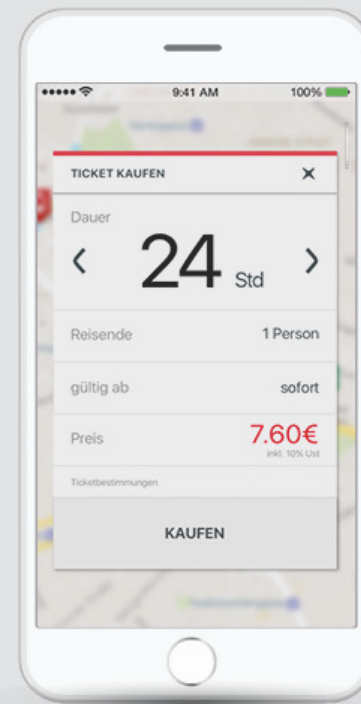 9:41 AM 100%
TICKET KAUFEN ×
Dauer
24 Std
Reisende 1 Person
gültig ab sofort
Preis 7.60€
inkl. 10% Ust
Ticketbestimmungen
KAUFEN